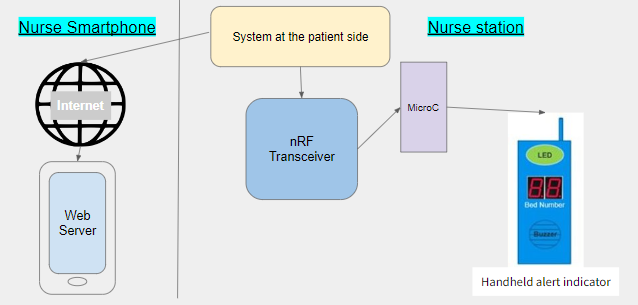 Nurse Smartphone
System at the patient side
Nurse station
Internet
nRF
Transceiver
MicroC
LED
88
Bed Number
Buzzer
Web
Server
Handheld alert indicator